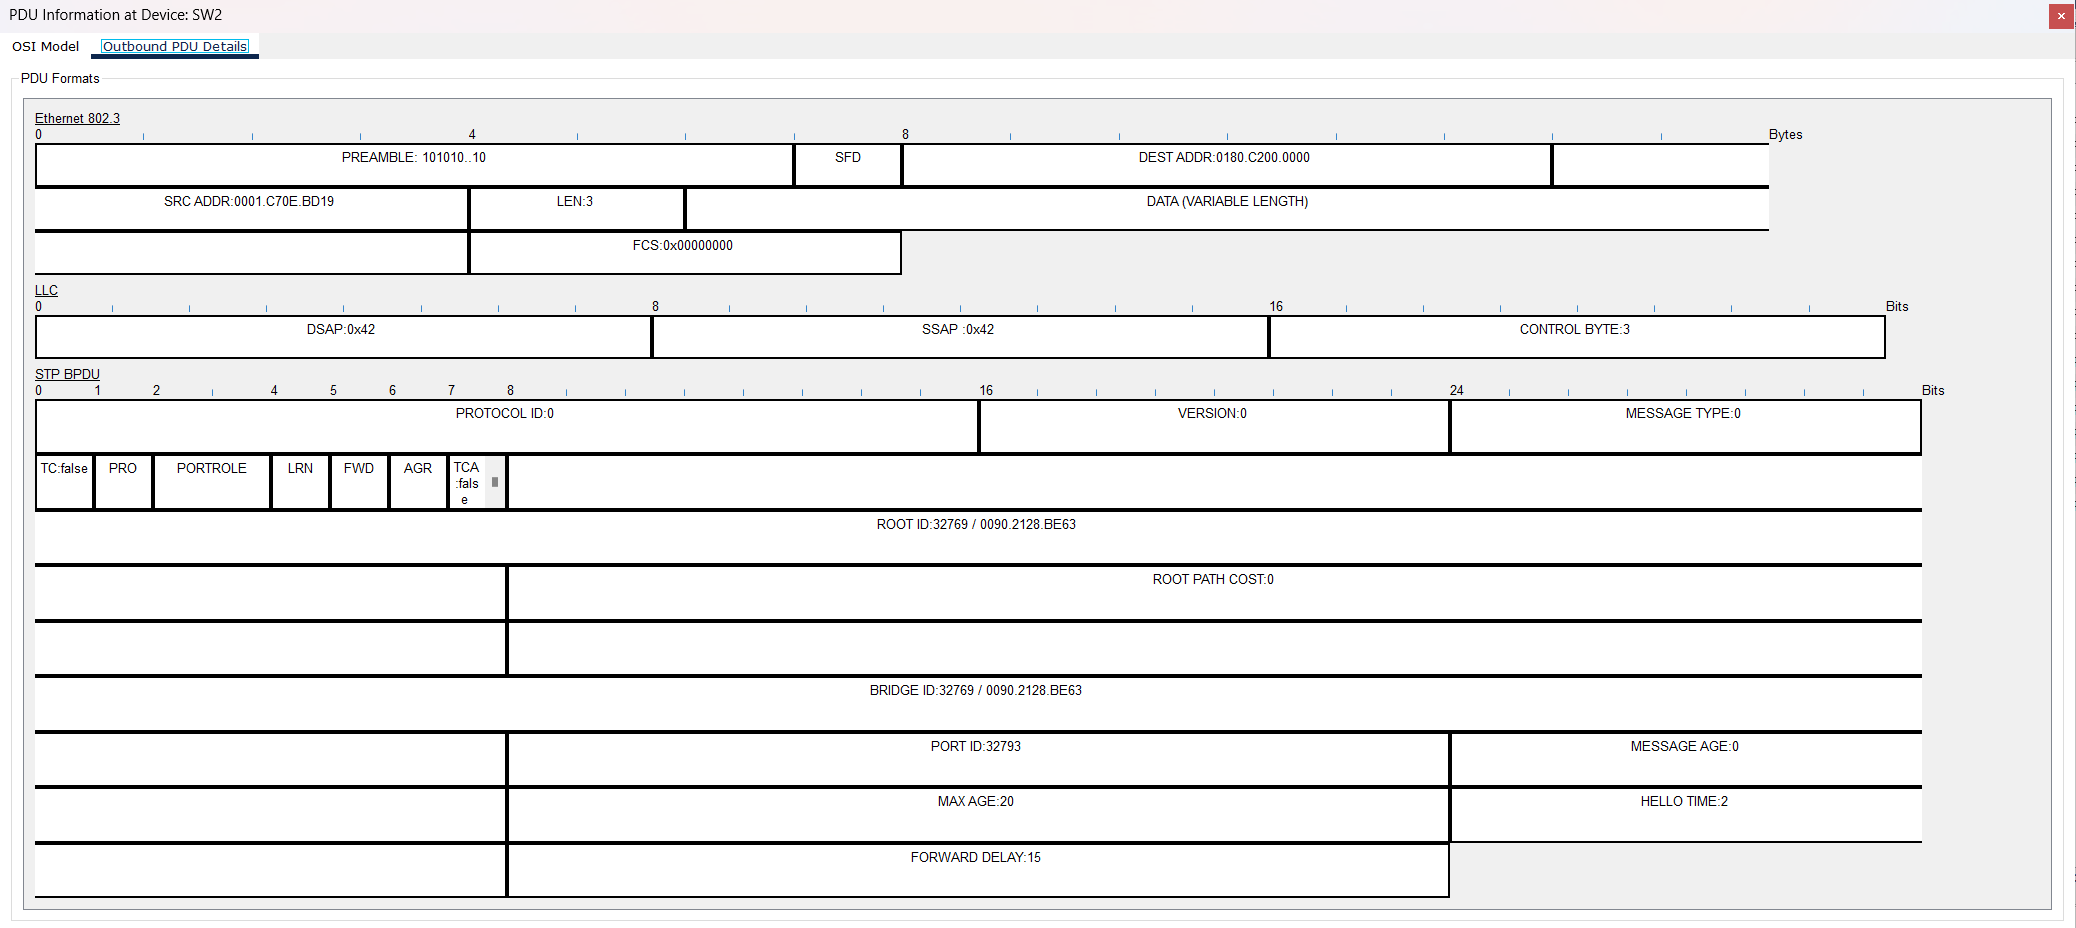 PDU Information at Device: SW2
×
OSI Model Outbound PDU Details
PDU Formats
Ethernet 802.3
0 4 8 Bytes
PREAMBLE: 101010..10 SFD DEST ADDR:0180.C200.0000
SRC ADDR:0001.C70E.BD19 LEN:3 DATA (VARIABLE LENGTH)
FCS:0x00000000
LLC
0 8 16 Bits
DSAP:0x42 SSAP :0x42 CONTROL BYTE:3
STP BPDU
0 1 2 4 5 6 7 8 16 24 Bits
PROTOCOL ID:0 VERSION:0 MESSAGE TYPE:0
TC:false PRO PORTROLE LRN FWD AGR TCA
:fals
e
ROOT ID:32769 / 0090.2128.BE63
ROOT PATH COST:0
BRIDGE ID:32769 / 0090.2128.BE63
PORT ID:32793 MESSAGE AGE:0
MAX AGE:20 HELLO TIME:2
FORWARD DELAY:15